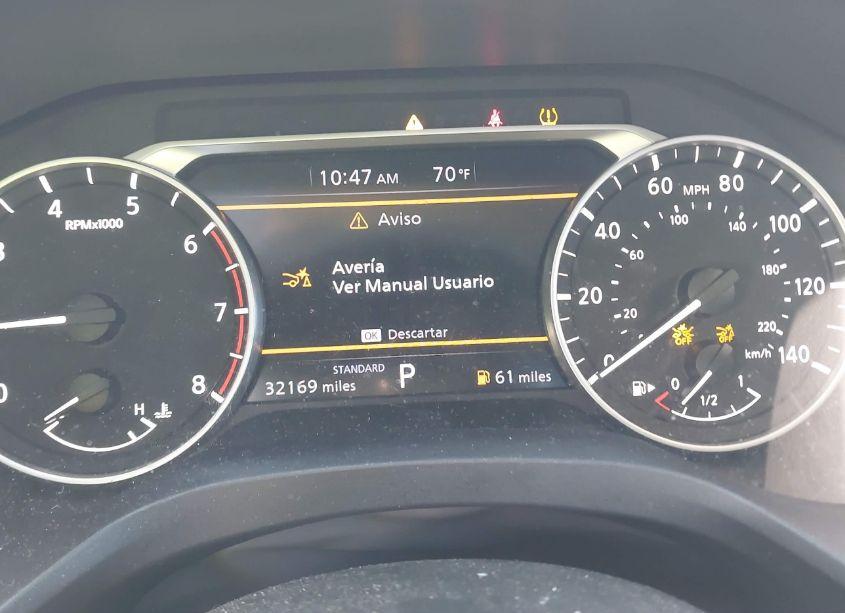 10:47 AM 70°F
Aviso
Avería
Ver Manual Usuario
OK Descartar
STANDARD
32169 miles P 61 miles
RPMx1000
0 3 4 5 6 7 8
H
MPH
0 20 40 60 80 100 120 140
20 60 100 140 180 220
km/h
OFF OFF
0 1/2 1